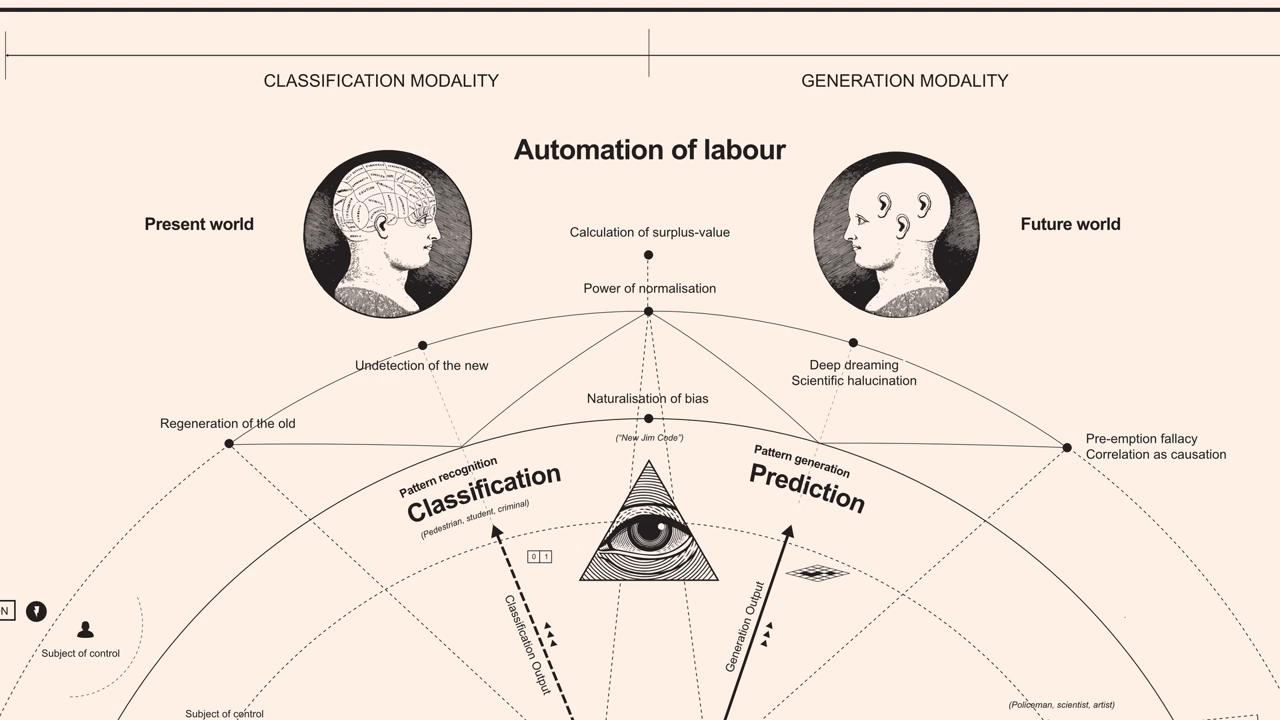 CLASSIFICATION MODALITY
GENERATION MODALITY
Automation of labour
Present world
Future world
Calculation of surplus-value
Power of normalisation
Undetection of the new
Deep dreaming
Scientific halucination
Naturalisation of bias
Regeneration of the old
("New Jim Code")
Pre-emption fallacy
Correlation as causation
Pattern recognition
Classification
(Pedestrian, student, criminal)
Pattern generation
Prediction
0 1
Classification Output
Generation Output
N
Subject of control
Subject of control
(Policeman, scientist, artist)